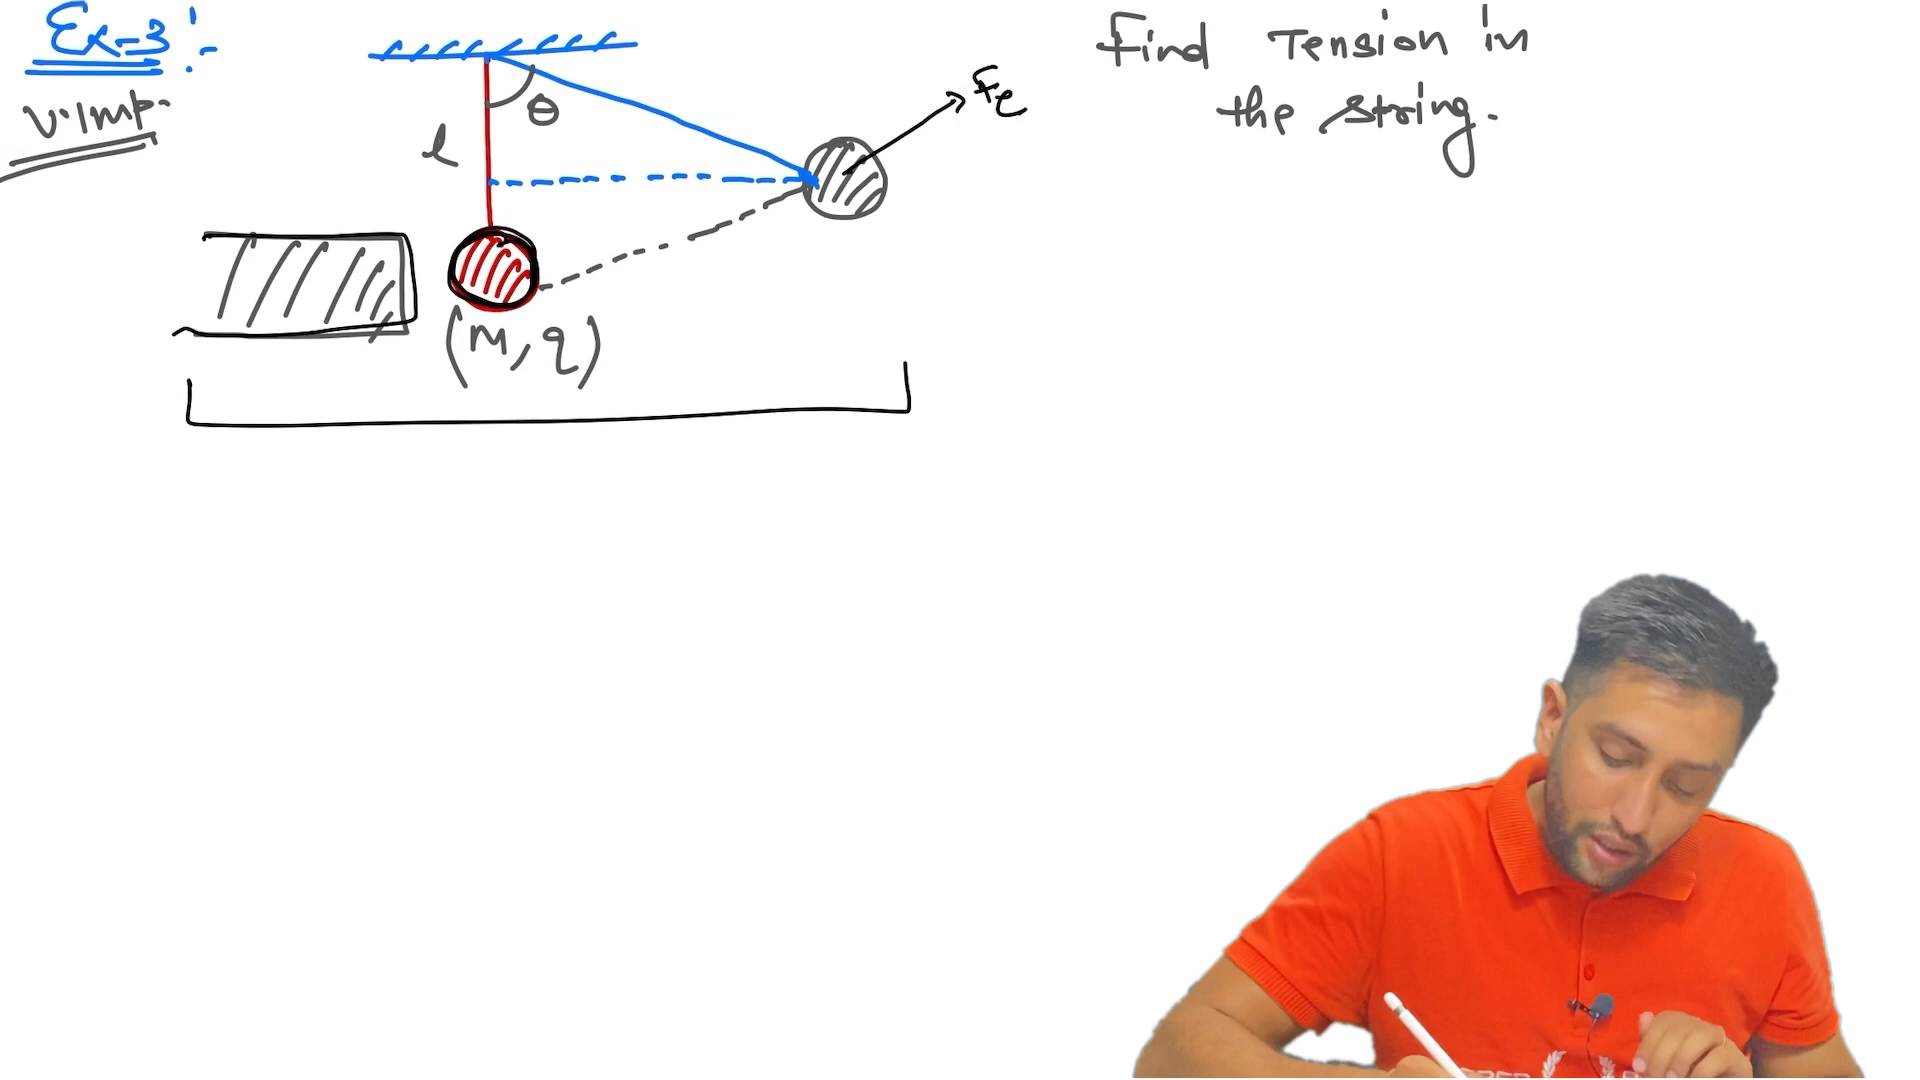 Ex-3:-
V.Imp.
θ
l
Fe
(M, q)
Find Tension in
the string.